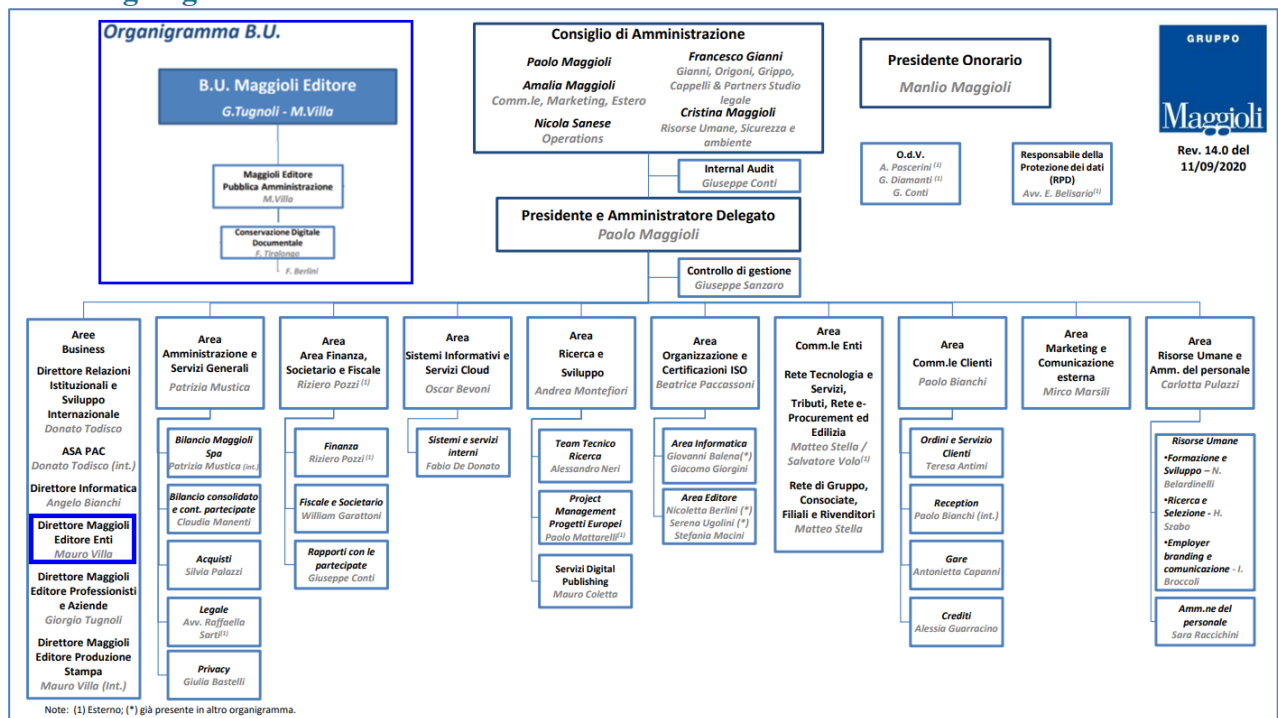 Organigramma B.U.
B.U. Maggioli Editore
G.Tugnoli - M.Villa
Maggioli Editore
Pubblica Amministrazione
M.Villa
Conservazione Digitale
Documentale
F. Tiralongo
F. Berlini
Consiglio di Amministrazione
Paolo Maggioli
Amalia Maggioli
Comm.le, Marketing, Estero
Nicola Sanese
Operations
Francesco Gianni
Gianni, Origoni, Grippo,
Cappelli & Partners Studio
legale
Cristina Maggioli
Risorse Umane, Sicurezza e
ambiente
Presidente Onorario
Manlio Maggioli
GRUPPO
Maggioli
Rev. 14.0 del
11/09/2020
O.d.V.
A. Pascerini (1)
G. Diamanti (1)
G. Conti
Responsabile della
Protezione dei dati
(RPD)
Avv. E. Belisario(1)
Internal Audit
Giuseppe Conti
Presidente e Amministratore Delegato
Paolo Maggioli
Controllo di gestione
Giuseppe Sanzaro
Aree
Business
Direttore Relazioni
Istituzionali e
Sviluppo
Internazionale
Donato Todisco
ASA PAC
Donato Todisco (int.)
Direttore Informatica
Angelo Bianchi
Direttore Maggioli
Editore Enti
Mauro Villa
Direttore Maggioli
Editore Professionisti
e Aziende
Giorgio Tugnoli
Direttore Maggioli
Editore Produzione
Stampa
Mauro Villa (Int.)
Area
Amministrazione e
Servizi Generali
Patrizia Mustica
Bilancio Maggioli
Spa
Patrizia Mustica (int.)
Bilancio consolidato
e cont. partecipate
Claudia Manenti
Acquisti
Silvia Palazzi
Legale
Avv. Raffaella
Sarti(1)
Privacy
Giulia Bastelli
Area
Area Finanza,
Societario e Fiscale
Riziero Pozzi (1)
Finanza
Riziero Pozzi (1)
Fiscale e Societario
William Garattoni
Rapporti con le
partecipate
Giuseppe Conti
Area
Sistemi Informativi e
Servizi Cloud
Oscar Bevoni
Sistemi e servizi
interni
Fabio De Donato
Area
Ricerca e
Sviluppo
Andrea Montefiori
Team Tecnico
Ricerca
Alessandro Neri
Project
Management
Progetti Europei
Paolo Mattarelli(1)
Servizi Digital
Publishing
Mauro Coletta
Area
Organizzazione e
Certificazioni ISO
Beatrice Paccassoni
Area Informatica
Giovanni Balena(*)
Giacomo Giorgini
Area Editore
Nicoletta Berlini (*)
Serena Ugolini (*)
Stefania Macini
Area
Comm.le Enti
Rete Tecnologia e
Servizi,
Tributi, Rete e-
Procurement ed
Edilizia
Matteo Stella /
Salvatore Volo(1)
Rete di Gruppo,
Consociate,
Filiali e Rivenditori
Matteo Stella
Area
Comm.le Clienti
Paolo Bianchi
Ordini e Servizio
Clienti
Teresa Antimi
Reception
Paolo Bianchi (int.)
Gare
Antonietta Capanni
Crediti
Alessia Guarracino
Area
Marketing e
Comunicazione
esterna
Mirco Marsili
Area
Risorse Umane e
Amm. del personale
Carlotta Pulazzi
Risorse Umane
•Formazione e
Sviluppo – N.
Belardinelli
•Ricerca e
Selezione - H.
Szabo
•Employer
branding e
comunicazione - I.
Broccoli
Amm.ne del
personale
Sara Raccichini
Note: (1) Esterno; (*) già presente in altro organigramma.